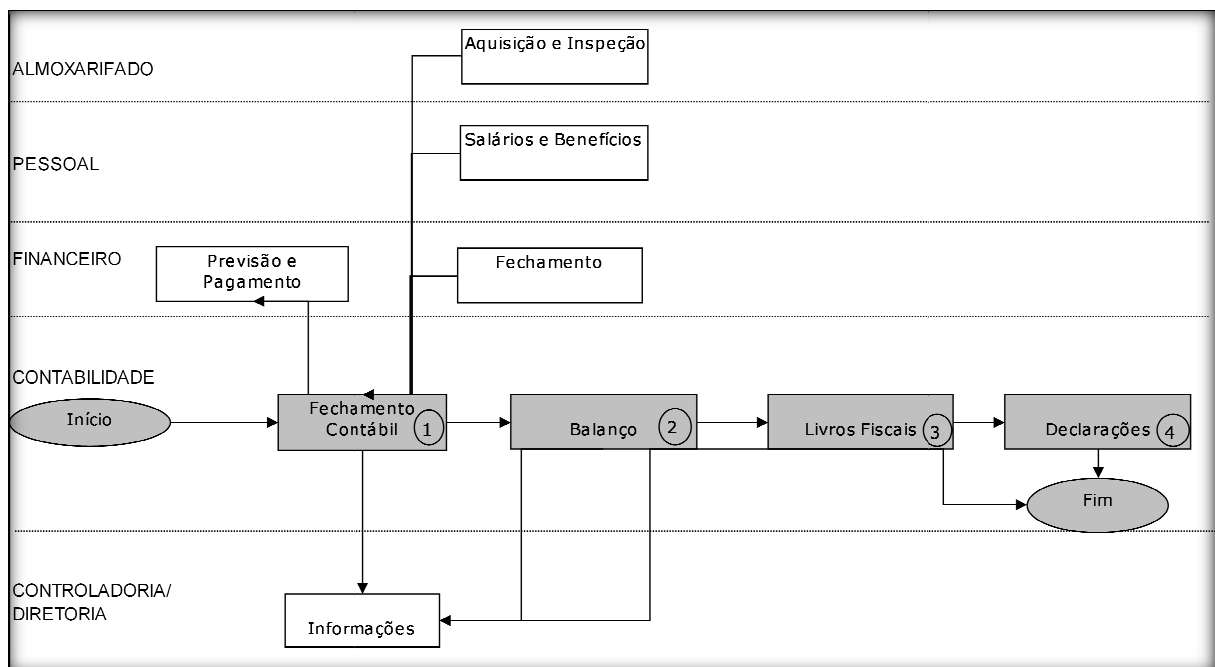 ALMOXARIFADO
Aquisição e Inspeção
PESSOAL
Salários e Benefícios
FINANCEIRO
Previsão e
Pagamento
Fechamento
CONTABILIDADE
Início
Fechamento
Contábil 1
Balanço 2
Livros Fiscais 3
Declarações 4
Fim
CONTROLADORIA/
DIRETORIA
Informações